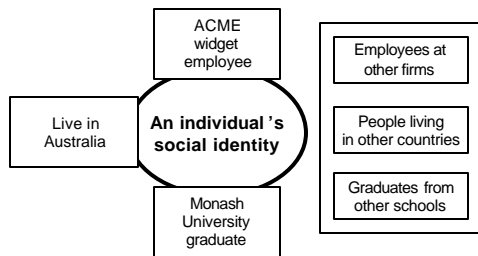 ACME
widget
employee
Live in
Australia
An individual's
social identity
Monash
University
graduate
Employees at
other firms
People living
in other countries
Graduates from
other schools